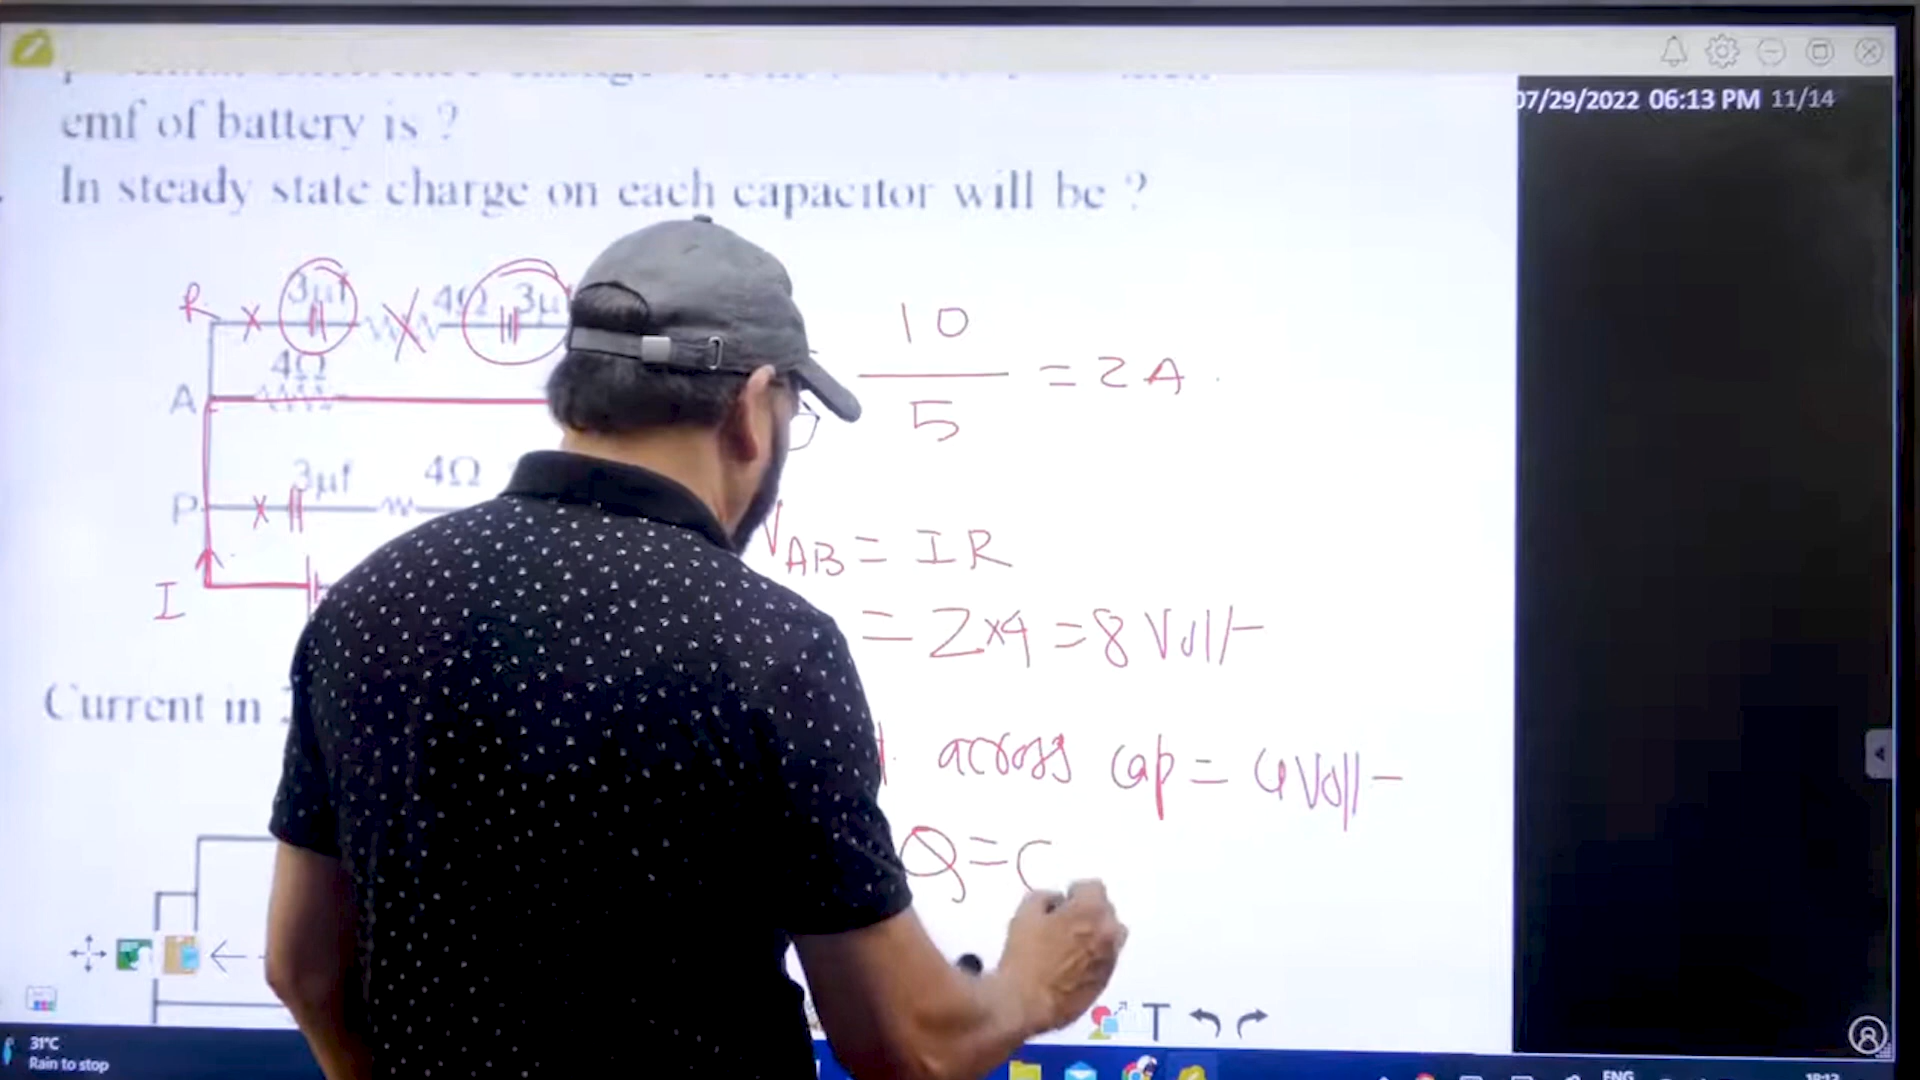 07/29/2022 06:13 PM 11/14
emf of battery is ?
In steady state charge on each capacitor will be ?
R × 3μf 4Ω 3μ
4Ω
A
3μf 4Ω
P ×
I
10
5
= 2A.
V_AB = IR
= 2×4 = 8 Volt
across cap = 4Volt
Q=C
Current in
T
31°C
Rain to stop
ENG